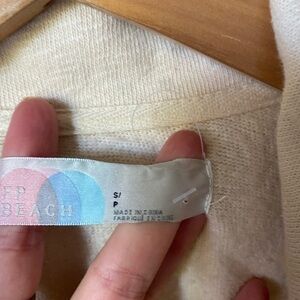 FP
BEACH
S/
P
MADE IN CHINA
FABRIQUÉ EN CHINE